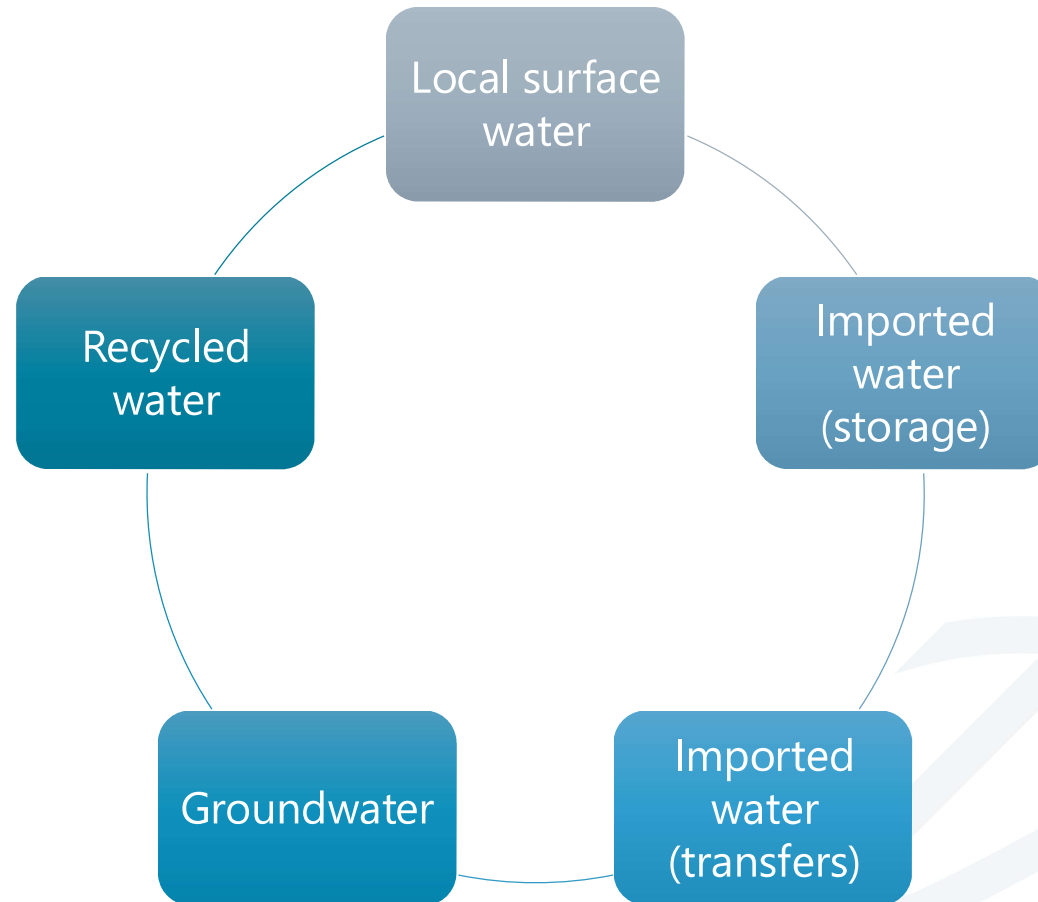 Local surface
water
Imported
water
(storage)
Imported
water
(transfers)
Groundwater
Recycled
water